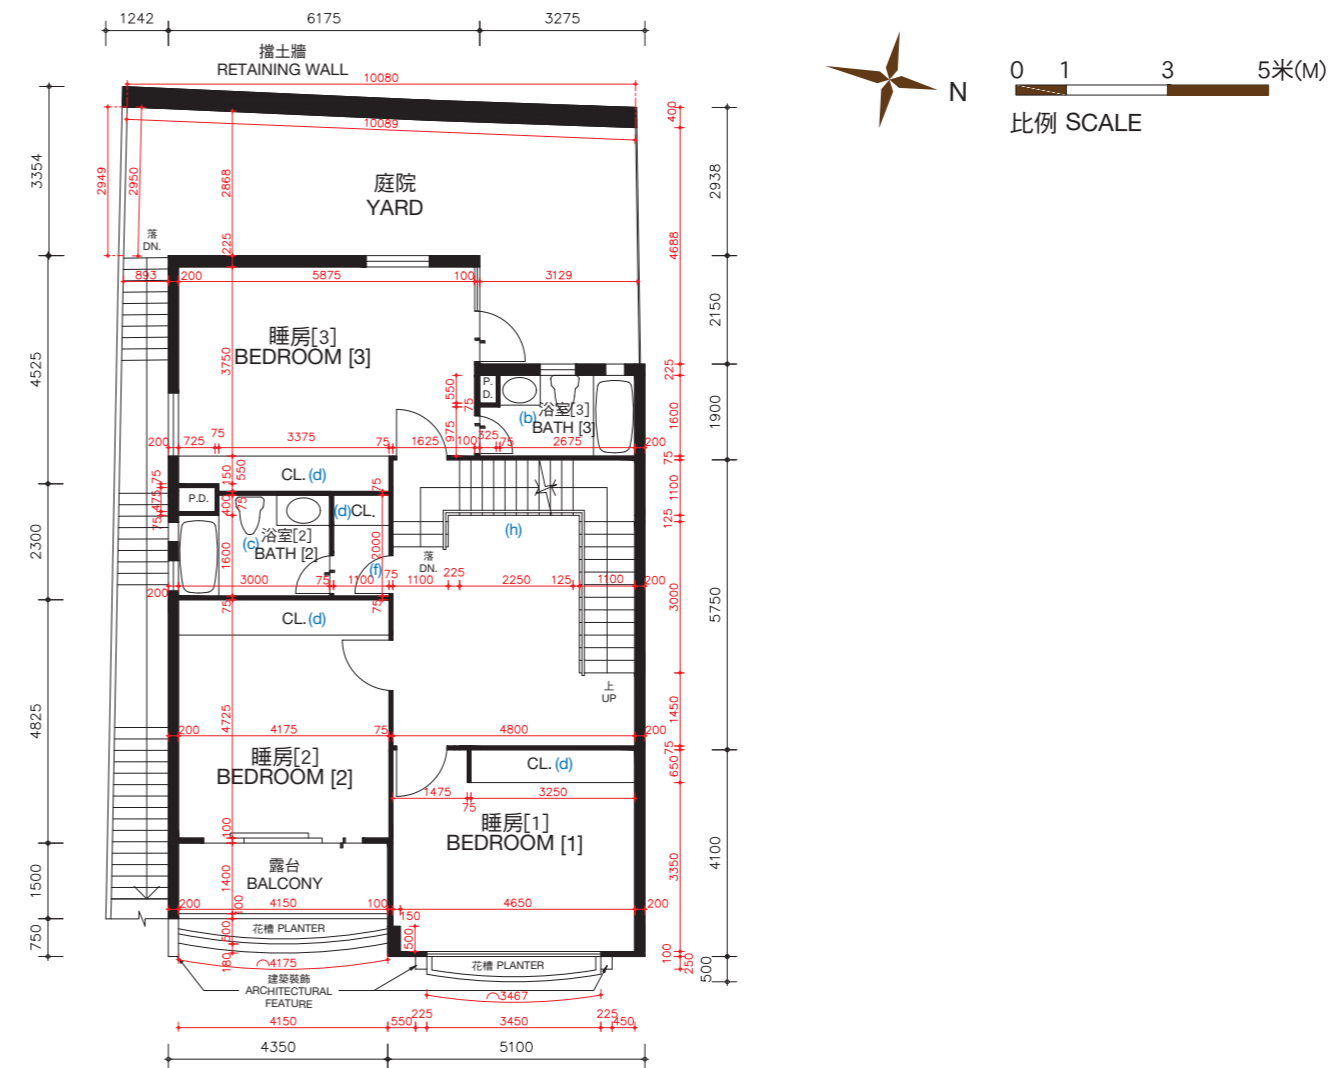 1242 6175 3275
擋土牆
RETAINING WALL
10080
10089
N
0 1 3 5米(M)
比例 SCALE
400
3354
2949
2950
2868
2938
庭院
YARD
4688
落
DN.
225
893 200 5875 100 3129
2150
睡房[3]
BEDROOM [3]
3750
4525
225
P.
D.
550
75
浴室[3]
(b)
BATH [3]
1600
1900
975
200 725 75 3375 75 1625 100 325 75 2675 200
75
CL. (d)
150
550
75
75
475
75
P.D.
400
75
(d)CL.
1100
125
浴室[2]
(c)
BATH [2]
1600
2000
(h)
落
DN.
(f)
2300
3000 75 1100 75 1100 225 2250 125 1100 200
200
75
75
3000
5750
CL. (d)
上
UP
4825
4725
1450
200 4175 75 4800 200
睡房[2]
BEDROOM [2]
75
650
CL. (d)
1475 3250
75
睡房[1]
BEDROOM [1]
100
3350
4100
露台
BALCONY
1400
1500
200 4150 100 4650 200
100
150
500
花槽 PLANTER
500
750
180
4175
花槽 PLANTER
100
250
500
建築裝飾
ARCHITECTURAL
FEATURE
3467
4150 550 225 3450 225 450
4350 5100